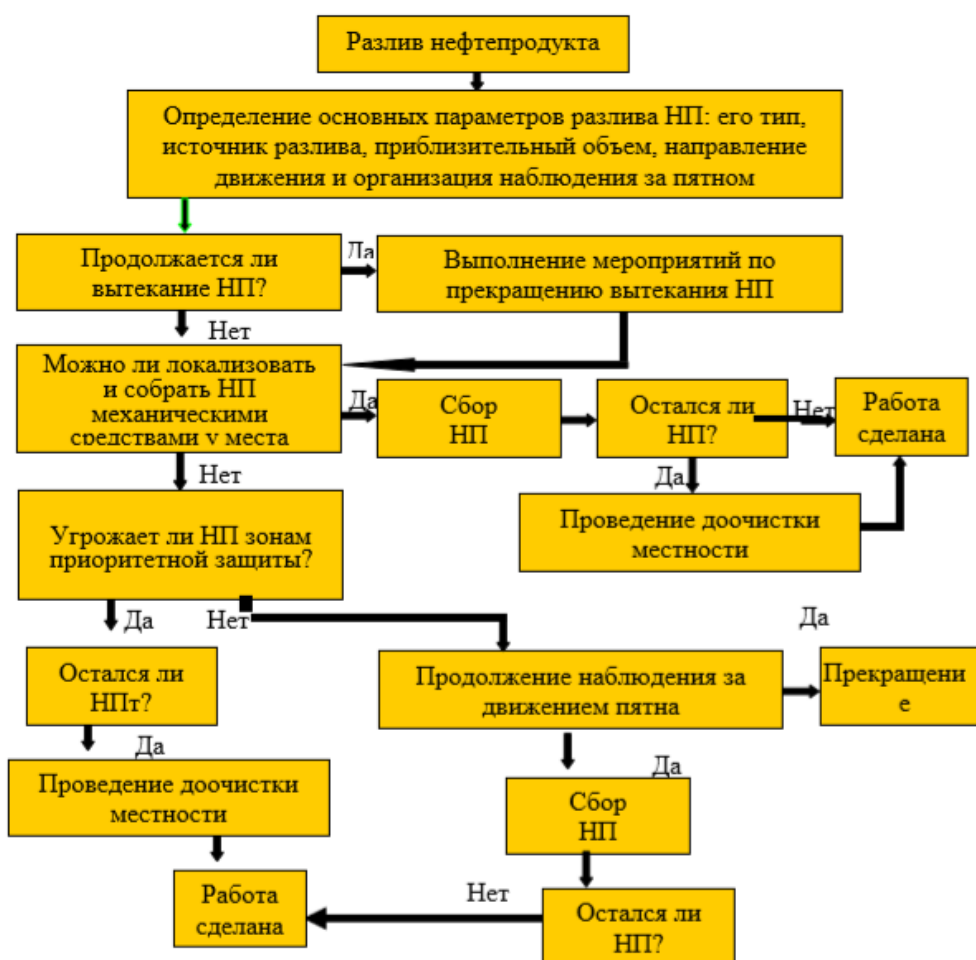 Разлив нефтепродукта
Определение основных параметров разлива НП: его тип,
источник разлива, приблизительный объем, направление
движения и организация наблюдения за пятном
Продолжается ли
вытекание НП?
Да
Выполнение мероприятий по
прекращению вытекания НП
Нет
Можно ли локализовать
и собрать НП
механическими
средствами у места
Да
Сбор
НП
Остался ли
НП?
Нет
Работа
сделана
Нет
Да
Проведение доочистки
местности
Угрожает ли НП зонам
приоритетной защиты?
Да
Нет
Да
Остался ли
НПт?
Продолжение наблюдения за
движением пятна
Прекращени
е
Да
Да
Проведение доочистки
местности
Сбор
НП
Работа
сделана
Нет
Остался ли
НП?